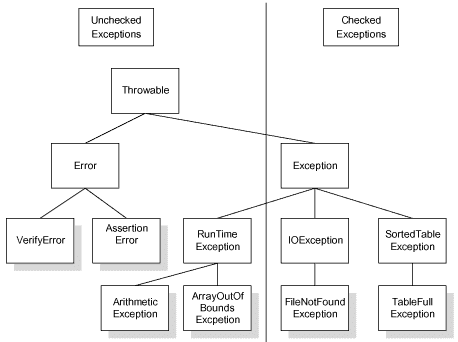 Unchecked
Exceptions
Checked
Exceptions
Throwable
Error
Exception
VerifyError
Assertion
Error
RunTime
Exception
IOException
SortedTable
Exception
Arithmetic
Exception
ArrayOutOf
Bounds
Excpetion
FileNotFound
Exception
TableFull
Exception